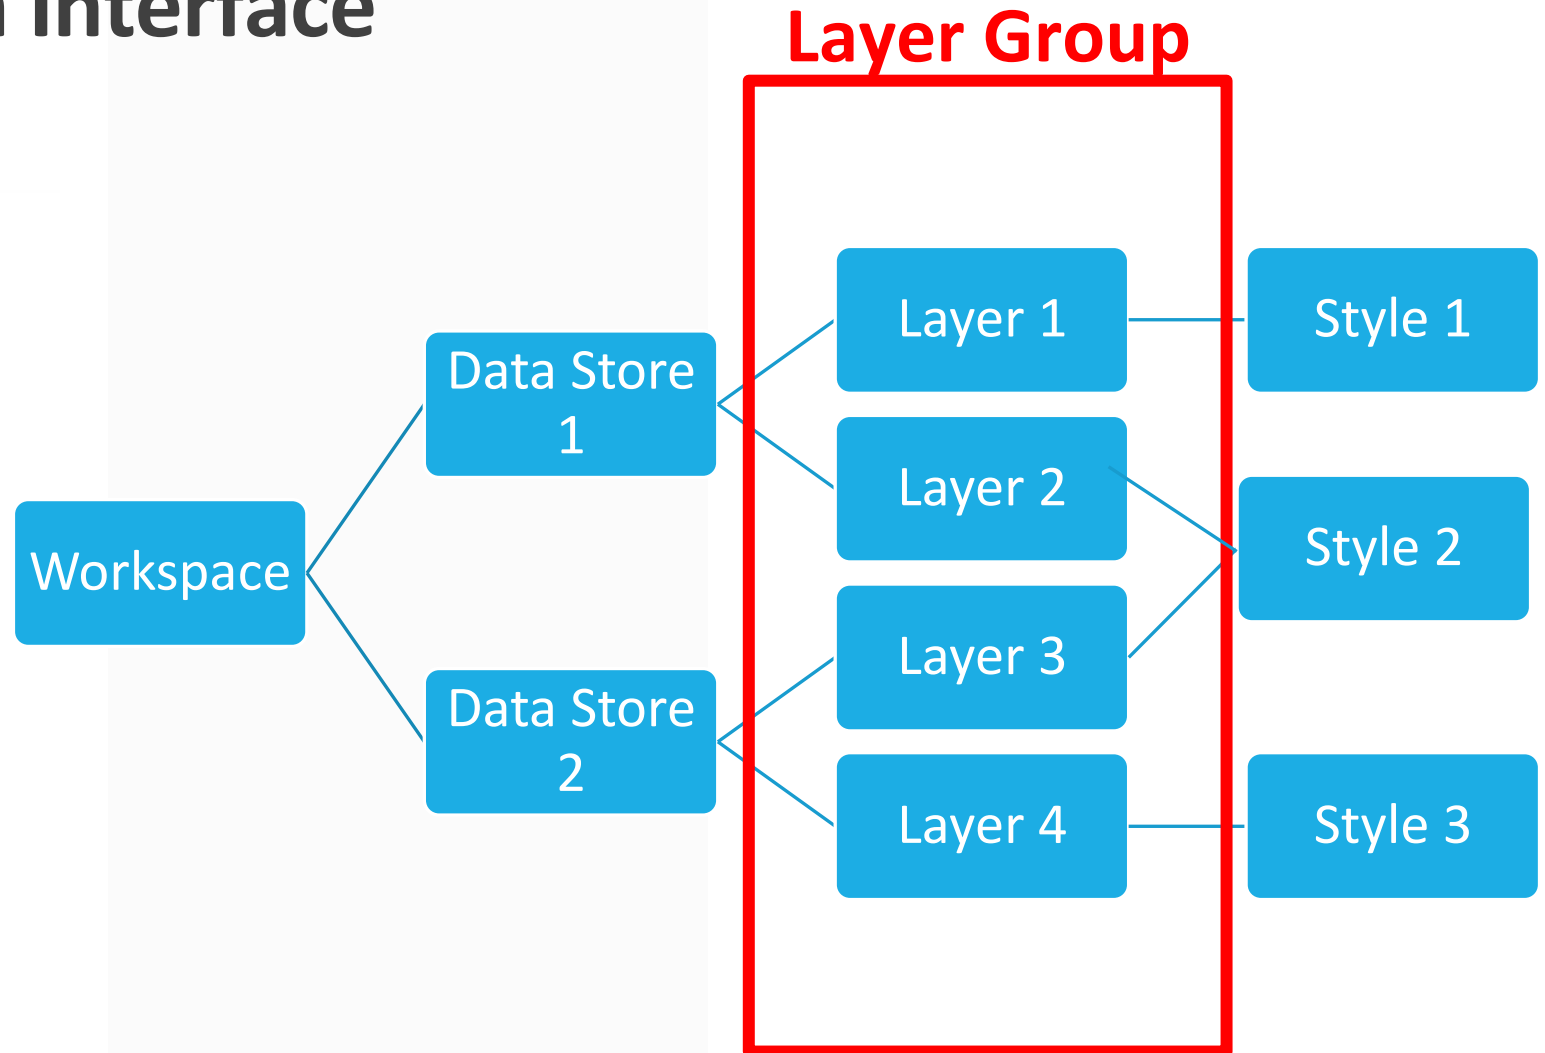 Interface
Layer Group
Workspace
Data Store
1
Data Store
2
Layer 1
Layer 2
Layer 3
Layer 4
Style 1
Style 2
Style 3